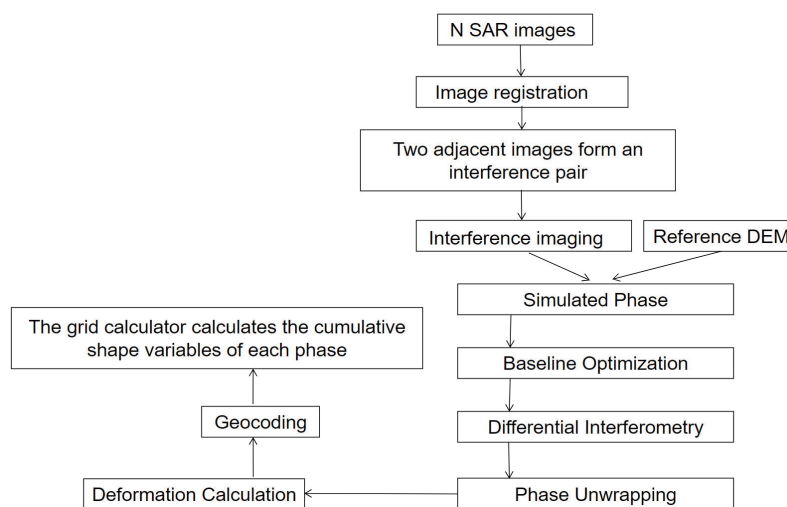 N SAR images
Image registration
Two adjacent images form an
interference pair
Interference imaging
Reference DEM
Simulated Phase
The grid calculator calculates the cumulative
shape variables of each phase
Baseline Optimization
Geocoding
Differential Interferometry
Deformation Calculation
Phase Unwrapping